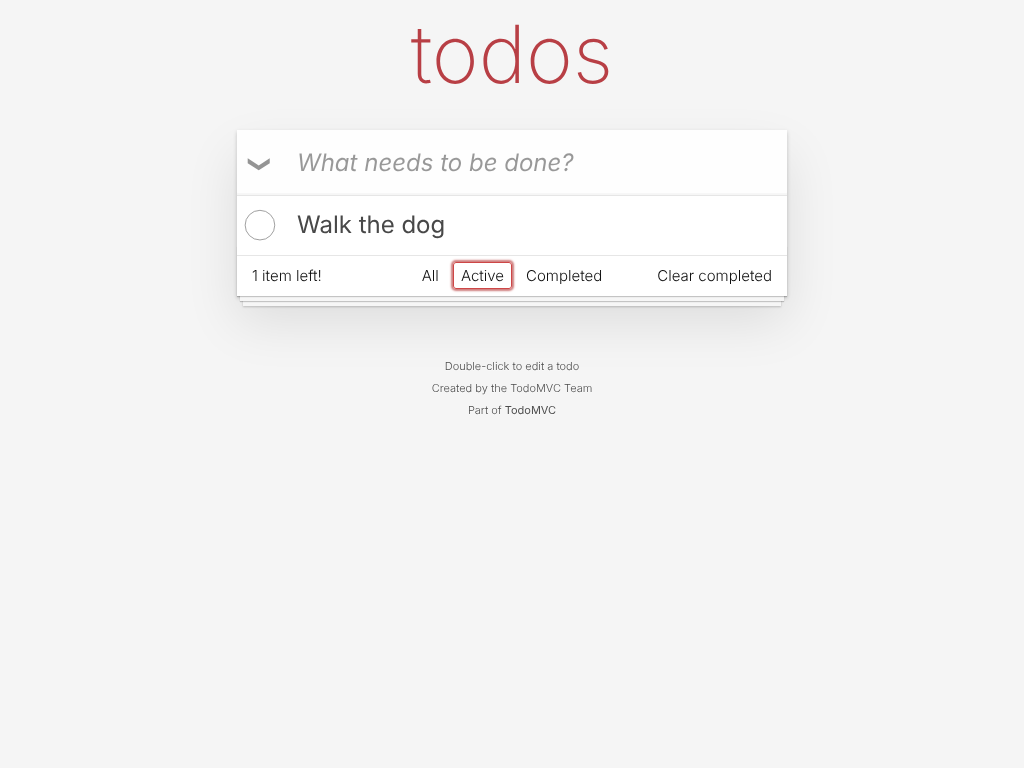 todos
What needs to be done?
Walk the dog
1 item left! All Active Completed Clear completed
Double-click to edit a todo
Created by the TodoMVC Team
Part of TodoMVC